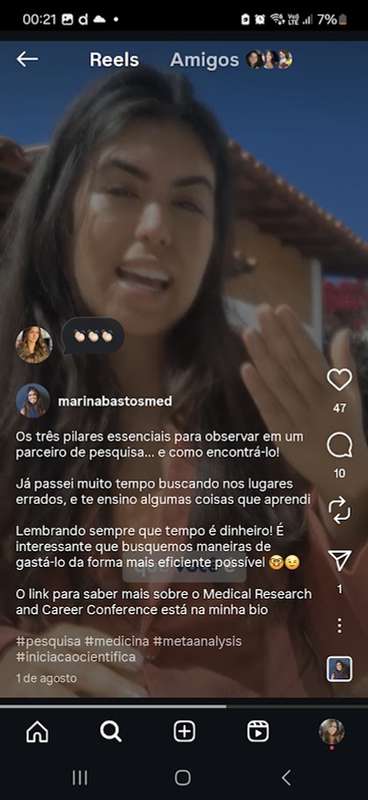 00:21
7%
Reels
Amigos
marinabastosmed
Os três pilares essenciais para observar em um
parceiro de pesquisa... e como encontrá-lo!
Já passei muito tempo buscando nos lugares
errados, e te ensino algumas coisas que aprendi
Lembrando sempre que tempo é dinheiro! É
interessante que busquemos maneiras de
gastá-lo da forma mais eficiente possível 🤓😉
O link para saber mais sobre o Medical Research
and Career Conference está na minha bio
#pesquisa #medicina #metaanalysis
#iniciacaocientifica
1 de agosto
47
10
1